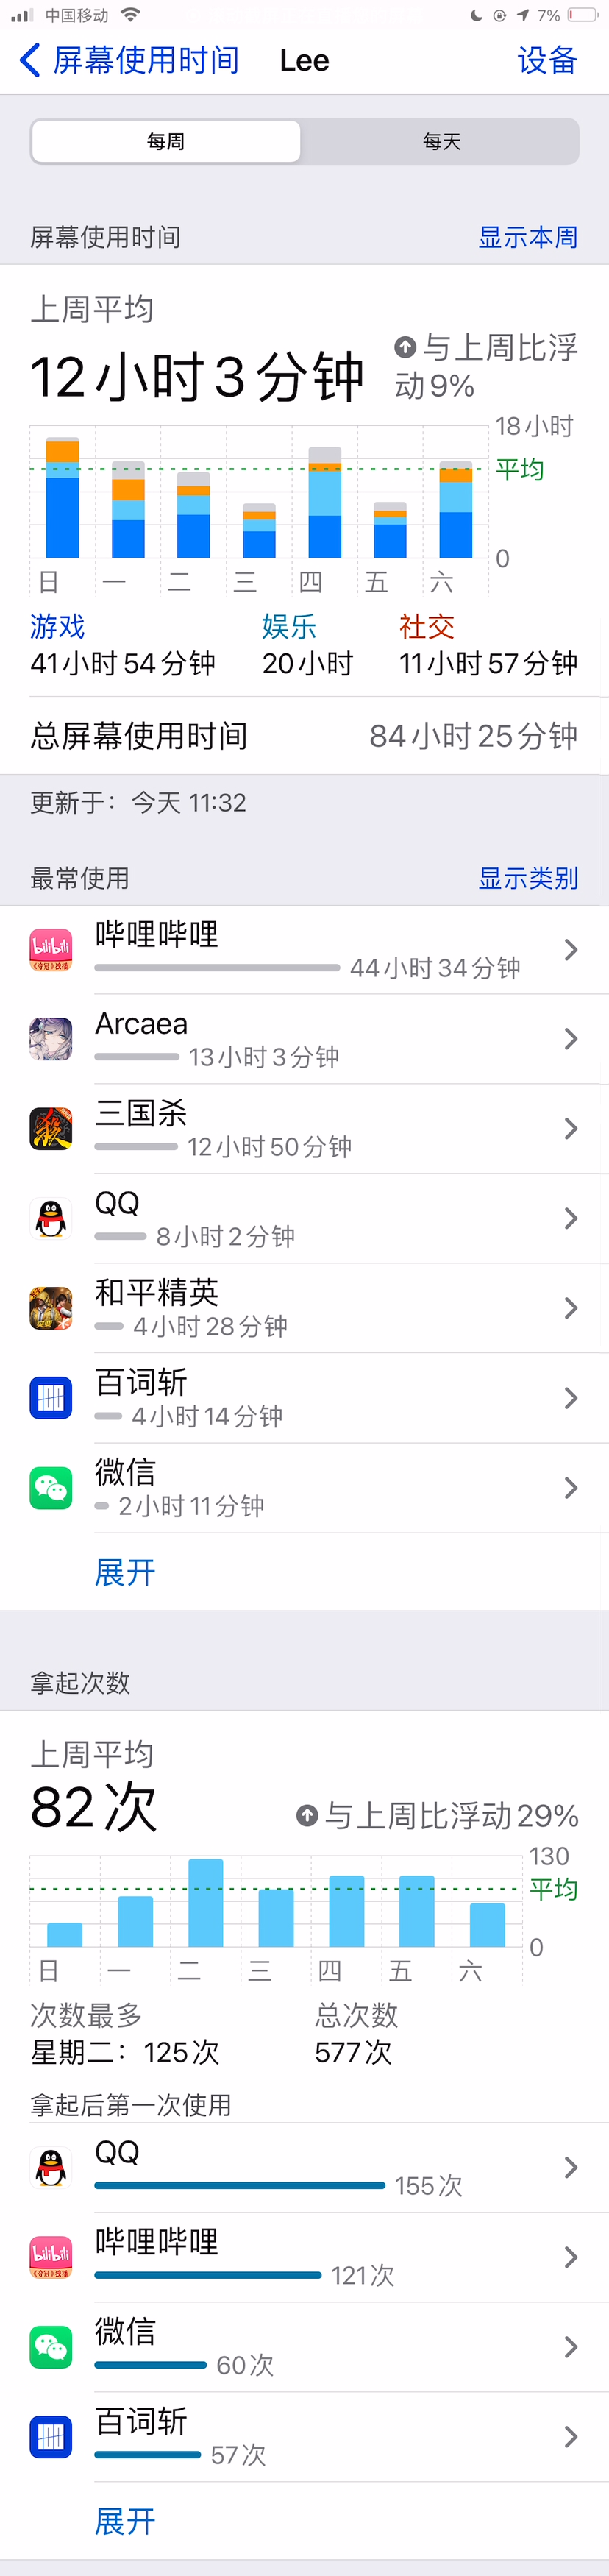 中国移动 7%
屏幕使用时间 Lee 设备
每周 每天
屏幕使用时间 显示本周
上周平均
12小时3分钟 与上周比浮
动9%
18小时
平均
0
日 一 二 三 四 五 六
游戏 娱乐 社交
41小时54分钟 20小时 11小时57分钟
总屏幕使用时间 84小时25分钟
更新于：今天 11:32
最常使用 显示类别
哔哩哔哩
44小时34分钟
Arcaea
13小时3分钟
三国杀
12小时50分钟
QQ
8小时2分钟
和平精英
4小时28分钟
百词斩
4小时14分钟
微信
2小时11分钟
展开
拿起次数
上周平均
82次 与上周比浮动29%
130
平均
0
日 一 二 三 四 五 六
次数最多 总次数
星期二：125次 577次
拿起后第一次使用
QQ
155次
哔哩哔哩
121次
微信
60次
百词斩
57次
展开